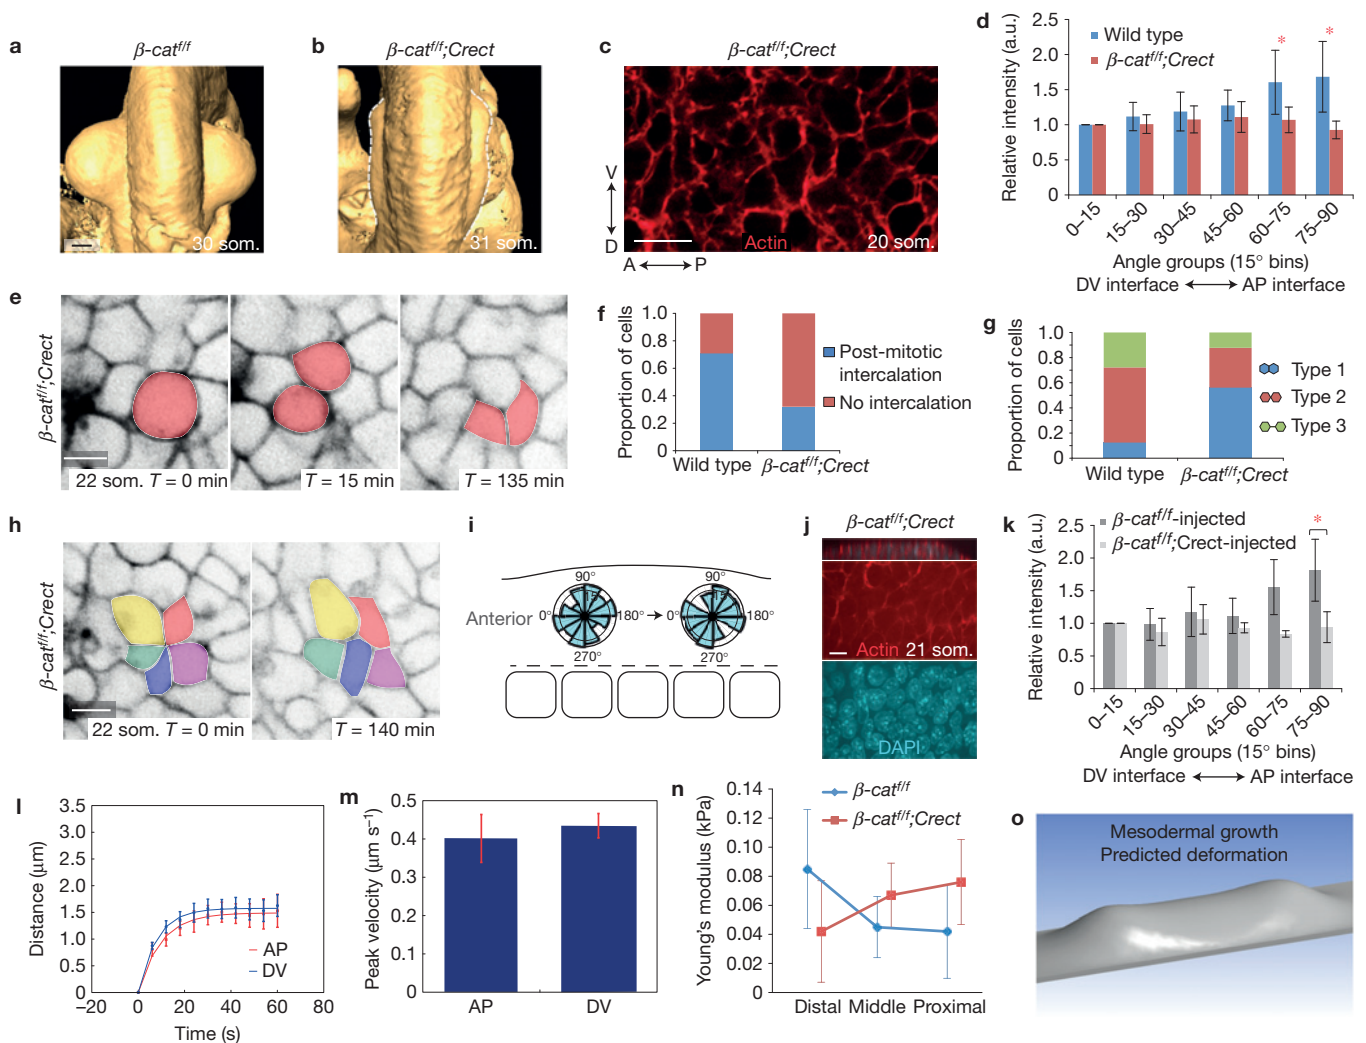 a
β-cat^f/f
30 som.
b
β-cat^f/f;Crect
31 som.
c
β-cat^f/f;Crect
V
D
A P
Actin
20 som.
d
Relative intensity (a.u.)
2.5
2.0
1.5
1.0
0.5
0
Wild type
β-cat^f/f;Crect
*
*
0–15
15–30
30–45
45–60
60–75
75–90
Angle groups (15° bins)
DV interface AP interface
e
β-cat^f/f;Crect
22 som. T = 0 min
T = 15 min
T = 135 min
f
Proportion of cells
1.0
0.8
0.6
0.4
0.2
0
Wild type
β-cat^f/f;Crect
Post-mitotic
intercalation
No intercalation
g
Proportion of cells
1.0
0.8
0.6
0.4
0.2
0
Wild type
β-cat^f/f;Crect
Type 1
Type 2
Type 3
h
β-cat^f/f;Crect
22 som. T = 0 min
T = 140 min
i
Anterior
90°
0°
180°
270°
90°
0°
180°
270°
j
β-cat^f/f;Crect
Actin
21 som.
DAPI
k
Relative intensity (a.u.)
2.5
2.0
1.5
1.0
0.5
0
β-cat^f/f-injected
β-cat^f/f;Crect-injected
*
0–15
15–30
30–45
45–60
60–75
75–90
Angle groups (15° bins)
DV interface AP interface
l
Distance (μm)
3.5
3.0
2.5
2.0
1.5
1.0
0.5
0
AP
DV
–20 0 20 40 60 80
Time (s)
m
Peak velocity (μm s⁻¹)
0.5
0.4
0.3
0.2
0.1
0
AP DV
n
Young's modulus (kPa)
0.14
0.12
0.10
0.08
0.06
0.04
0.02
0.00
β-cat^f/f
β-cat^f/f;Crect
Distal Middle Proximal
o
Mesodermal growth
Predicted deformation